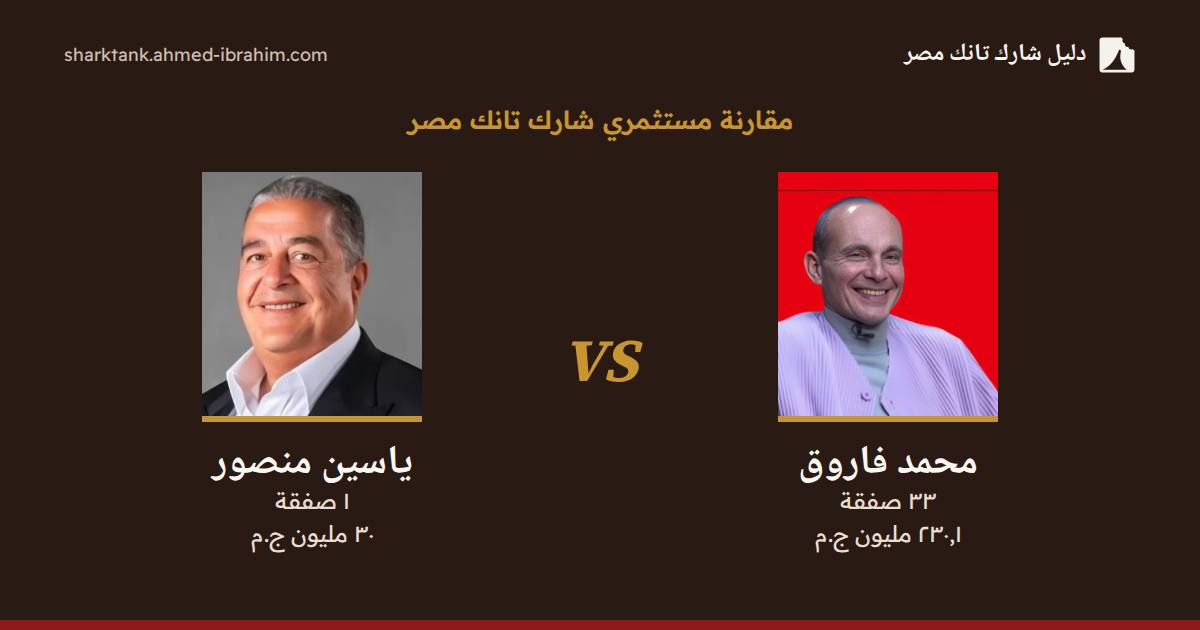 دليل شارك تانك مصر
sharktank.ahmed-ibrahim.com
مقارنة مستثمري شارك تانك مصر
محمد فاروق
٣٣ صفقة
٢٣٠,١ مليون ج.م
VS
ياسين منصور
١ صفقة
٣٠ مليون ج.م